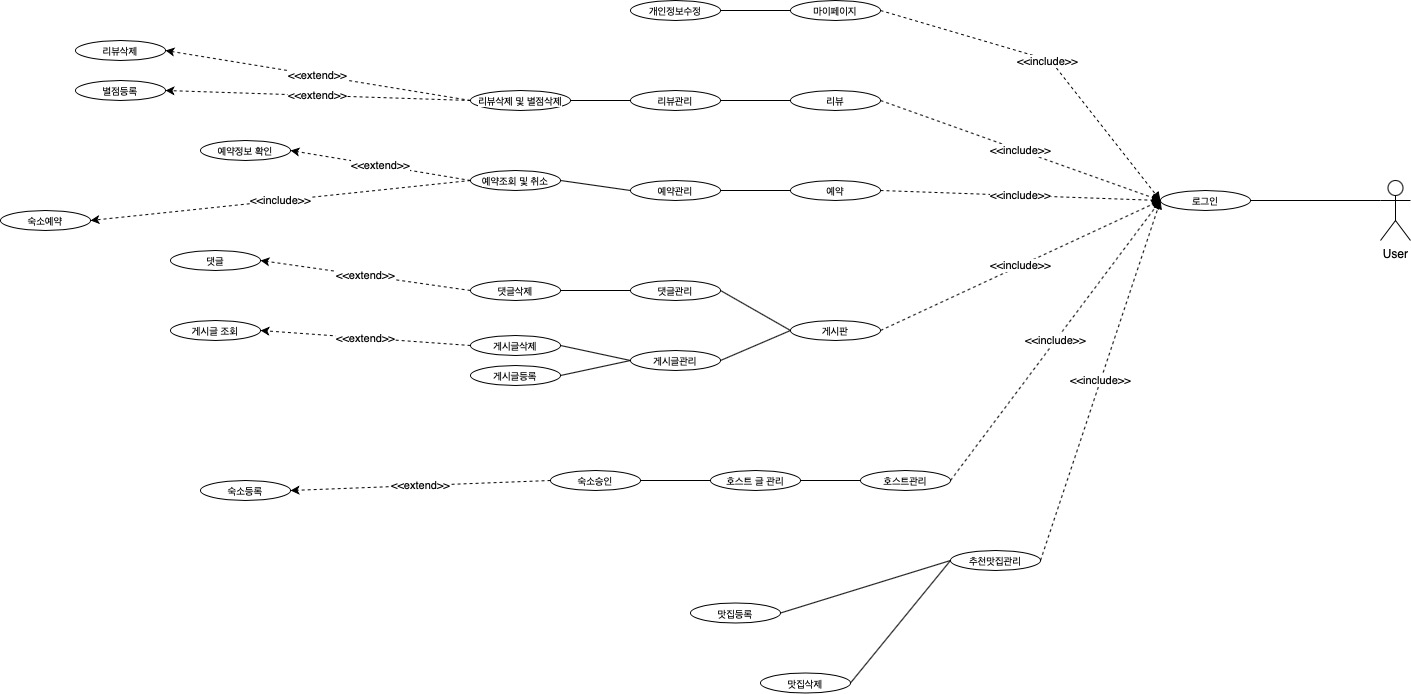 개인정보수정
마이페이지
<<include>>
리뷰삭제
<<extend>>
별점등록
<<extend>>
리뷰삭제 및 별점삭제
리뷰관리
리뷰
<<include>>
예약정보 확인
<<extend>>
예약조회 및 취소
예약관리
예약
<<include>>
<<include>>
숙소예약
로그인
User
댓글
<<extend>>
댓글삭제
댓글관리
<<include>>
게시글 조회
<<extend>>
게시글삭제
게시글등록
게시글관리
게시판
<<include>>
<<include>>
숙소등록
<<extend>>
숙소승인
호스트 글 관리
호스트관리
추천맛집관리
맛집등록
맛집삭제